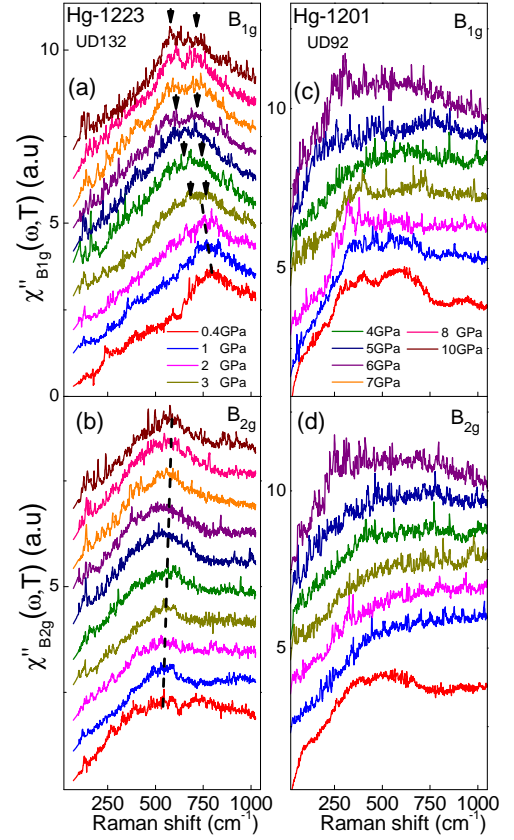 Hg-1223 B1g
UD132
(a)
10
5
0
χ''B1g(ω,T) (a.u)
0.4GPa
1 GPa
2 GPa
3 GPa
Hg-1201 B1g
UD92
(c)
10
5
4GPa
5GPa
6GPa
7GPa
8 GPa
10GPa
(b) B2g
5
χ''B2g(ω,T) (a.u)
250 500 750 1000
Raman shift (cm-1)
(d) B2g
10
5
250 500 750 1000
Raman shift (cm-1)